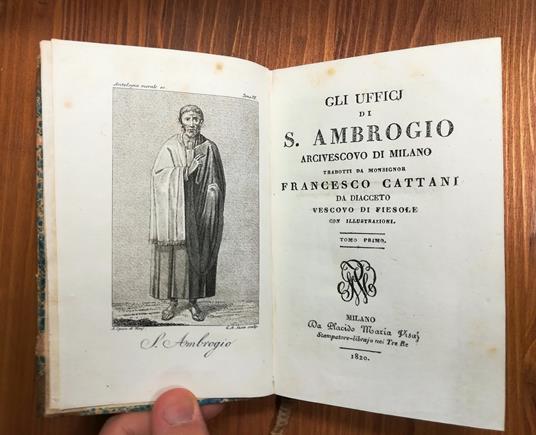 Antologia morale
GLI UFFICJ
DI
S. AMBROGIO
ARCIVESCOVO DI MILANO
TRADOTTI DA MONSIGNOR
FRANCESCO CATTANI
DA DIACCETO
VESCOVO DI FIESOLE
CON ILLUSTRAZIONI.
TOMO PRIMO.
MILANO
Da Placido Maria Visaj
Stampatore-librajo nei Tre Re
1820.
S. Ambrogio